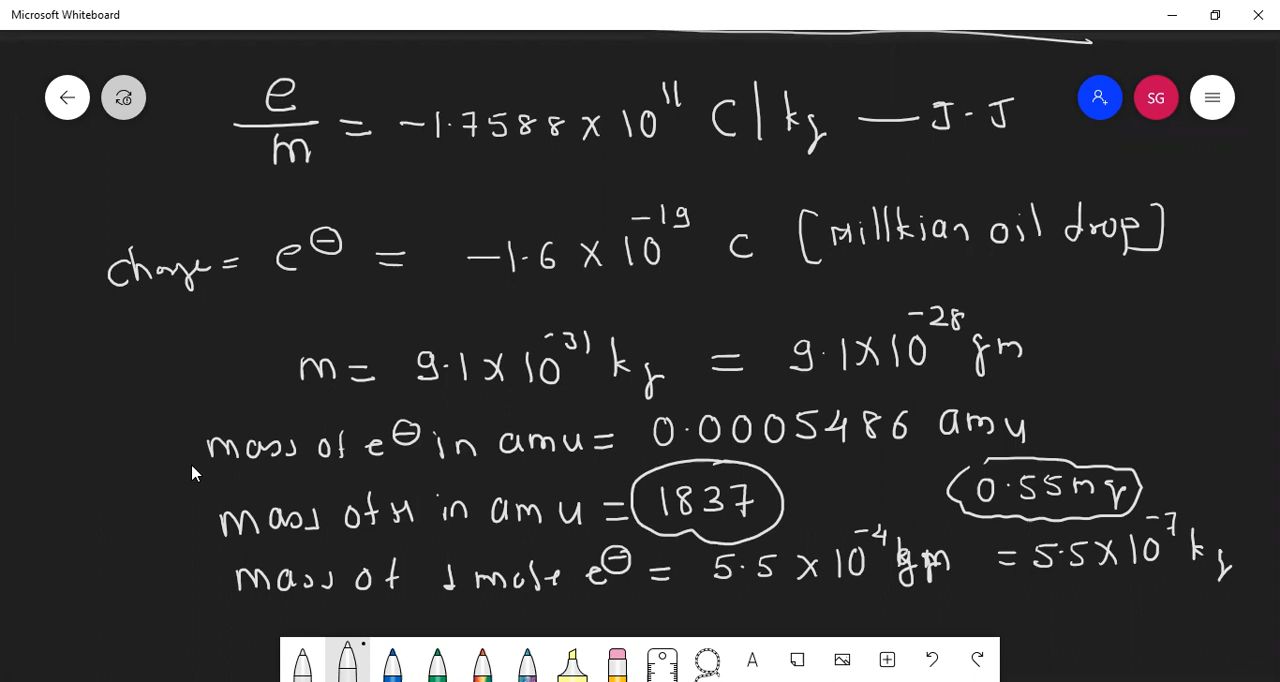 Microsoft Whiteboard
SG
e/m = -1.7588 × 10^11 C/kg — J.J
charge = e^⊖ = -1.6 × 10^-19 C [Millkian oil drop]
m = 9.1 × 10^-31 kg = 9.1 × 10^-28 gm
mass of e^⊖ in amu = 0.0005486 amu
mass of H in amu = 1837
0.55 mg
mass of 1 mole e^⊖ = 5.5 × 10^-4 gm = 5.5 × 10^-7 kg
A